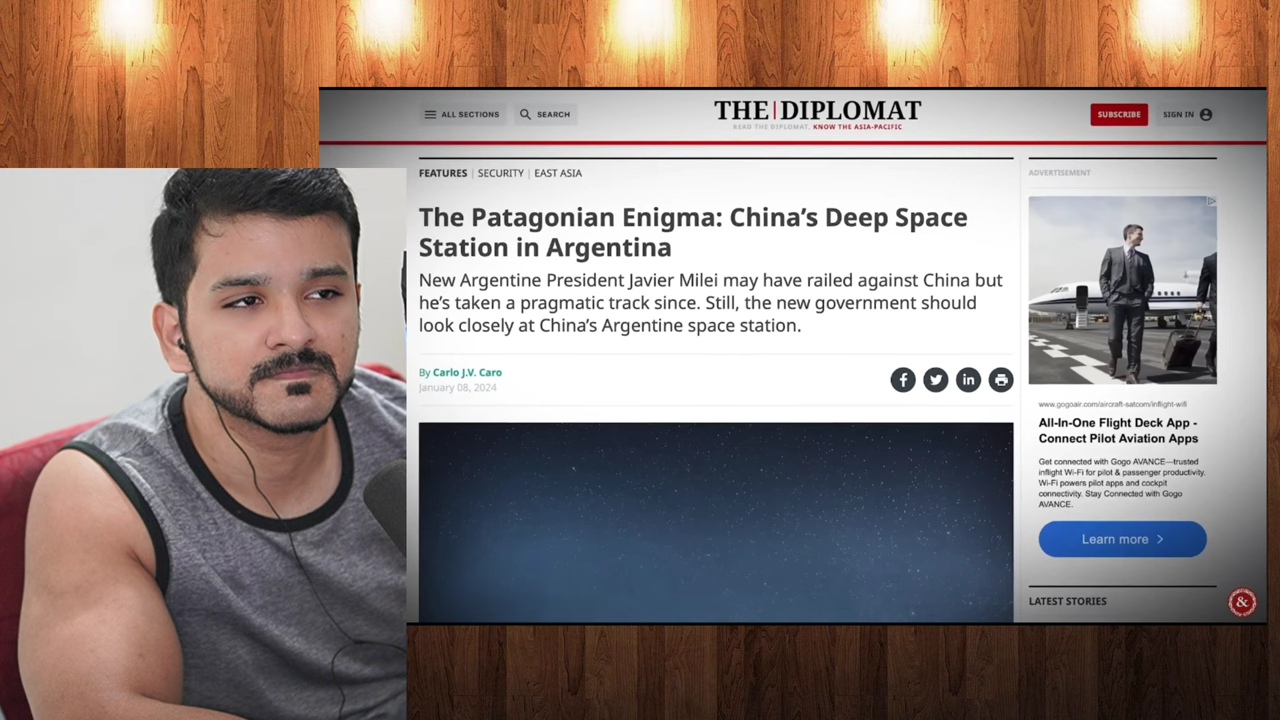 ALL SECTIONS
SEARCH
THE|DIPLOMAT
READ THE DIPLOMAT, KNOW THE ASIA-PACIFIC
SUBSCRIBE
SIGN IN
FEATURES | SECURITY | EAST ASIA
The Patagonian Enigma: China’s Deep Space
Station in Argentina
New Argentine President Javier Milei may have railed against China but
he’s taken a pragmatic track since. Still, the new government should
look closely at China’s Argentine space station.
By Carlo J.V. Caro
January 08, 2024
f
in
ADVERTISEMENT
www.gogoair.com/aircraft-satcom/inflight-wifi
All-In-One Flight Deck App -
Connect Pilot Aviation Apps
Get connected with Gogo AVANCE—trusted
inflight Wi-Fi for pilot & passenger productivity.
Wi-Fi powers pilot apps and cockpit
connectivity. Stay Connected with Gogo
AVANCE.
Learn more >
LATEST STORIES
&